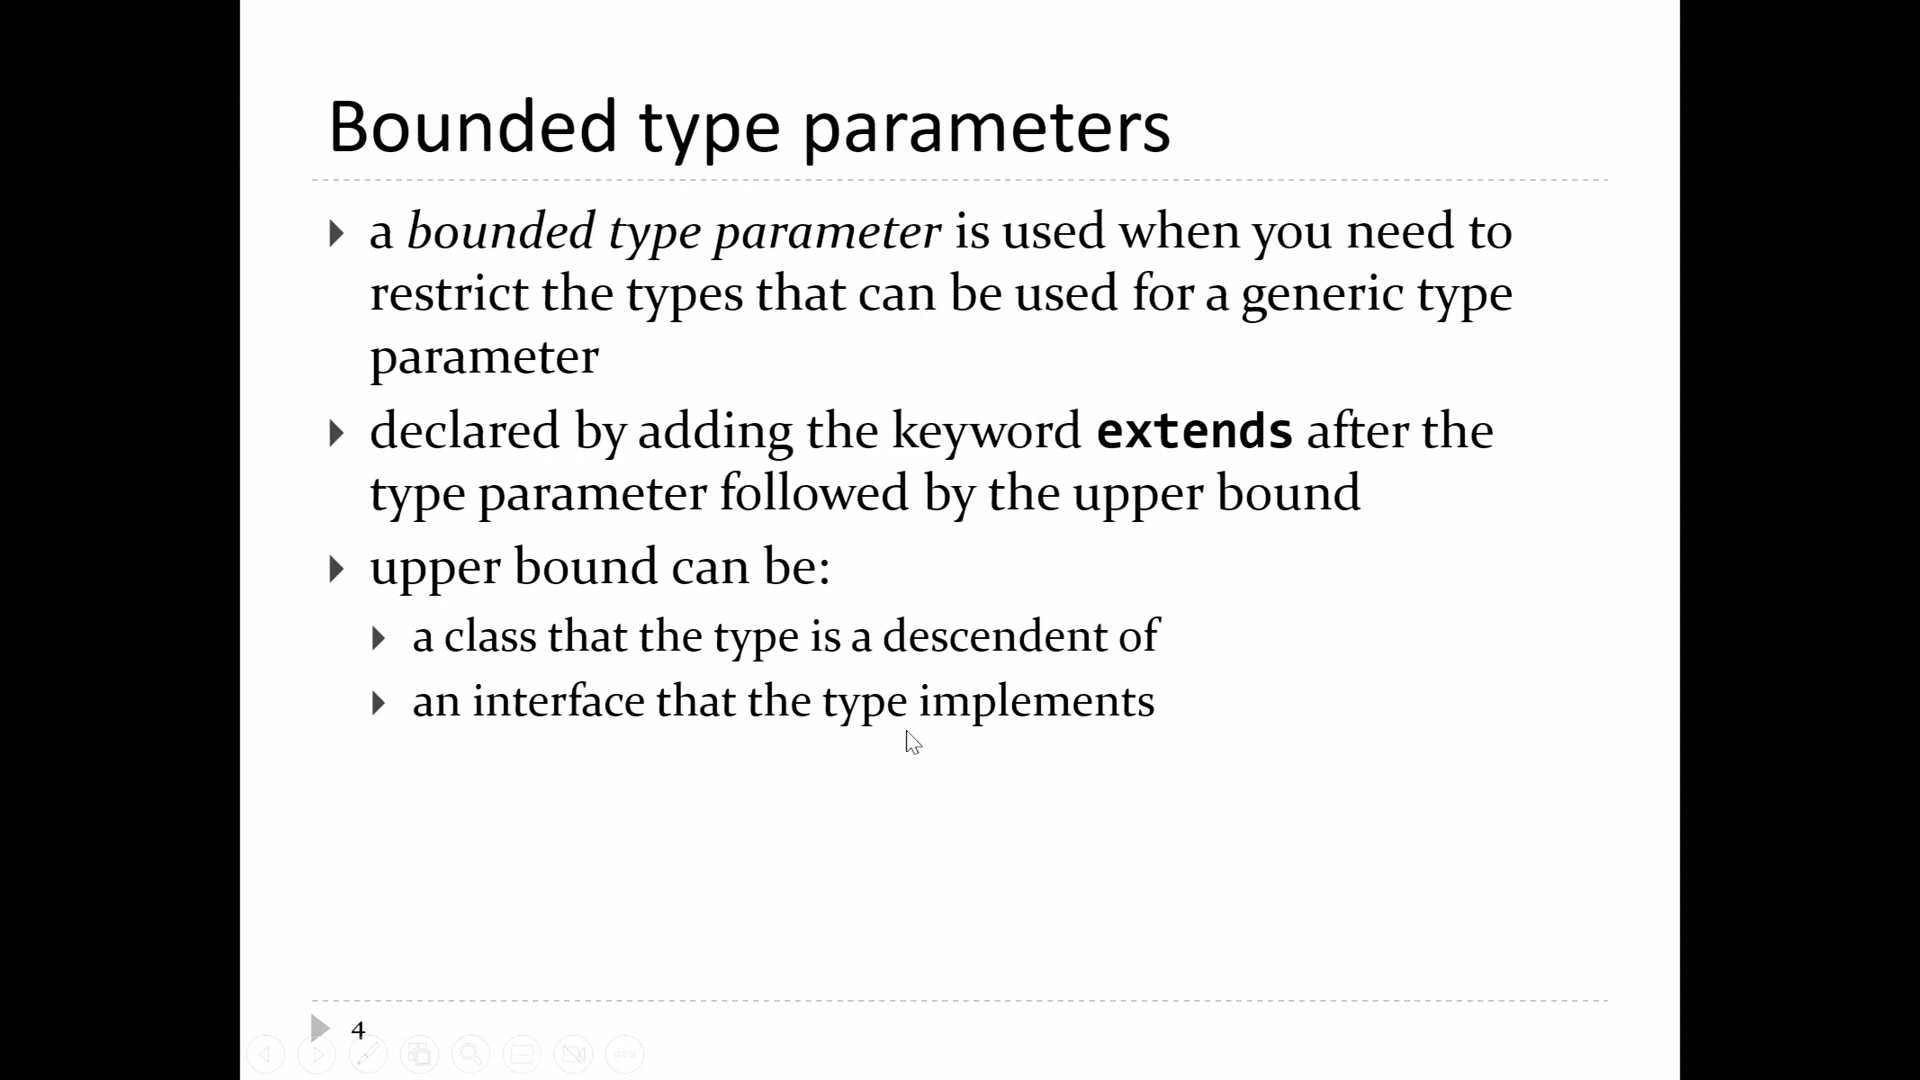 Bounded type parameters
a bounded type parameter is used when you need to
restrict the types that can be used for a generic type
parameter
declared by adding the keyword extends after the
type parameter followed by the upper bound
upper bound can be:
a class that the type is a descendent of
an interface that the type implements
4